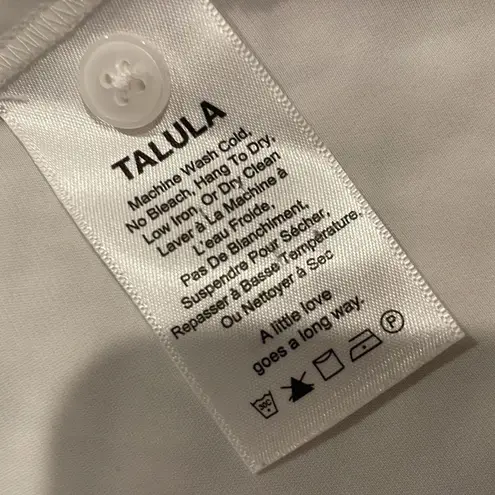 TALULA
Machine Wash Cold,
No Bleach, Hang To Dry,
Low Iron, Or Dry Clean
Laver à La Machine à
L'eau Froide,
Pas De Blanchiment,
Suspendre Pour Sécher,
Repasser à Basse Température,
Ou Nettoyer à Sec
A little love
goes a long way.
30C P